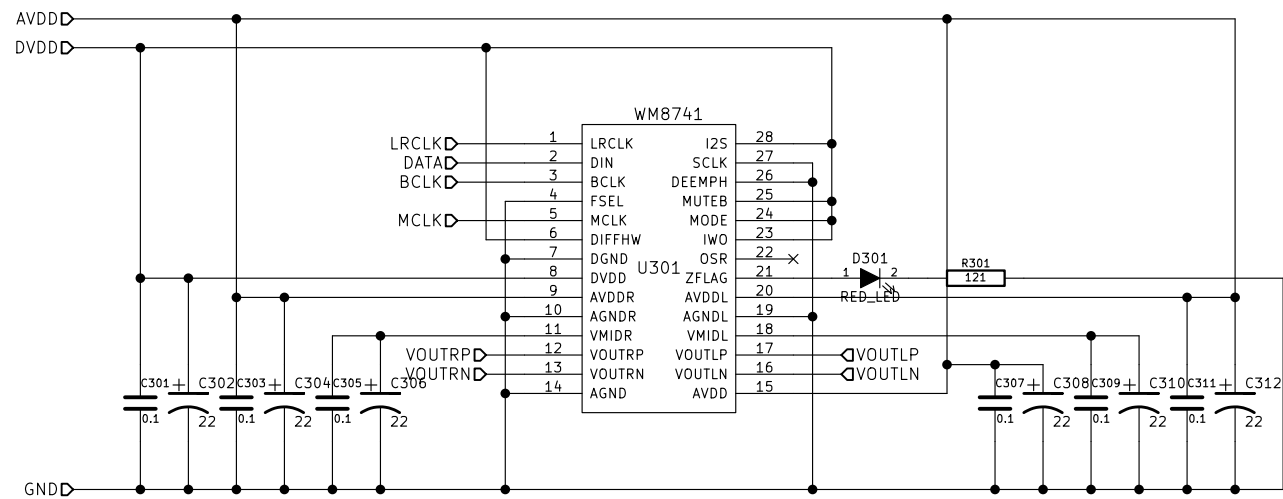 AVDD
DVDD
WM8741
LRCLK 1 LRCLK I2S 28
DATA 2 DIN SCLK 27
BCLK 3 BCLK DEEMPH 26
4 FSEL MUTEB 25
MCLK 5 MCLK MODE 24
6 DIFFHW IWO 23
7 DGND OSR 22
U301
8 DVDD ZFLAG 21 1 D301 2 R301 121
RED_LED
9 AVDDR AVDDL 20
10 AGNDR AGNDL 19
11 VMIDR VMIDL 18
VOUTRP 12 VOUTRP VOUTLP 17 VOUTLP
VOUTRN 13 VOUTRN VOUTLN 16 VOUTLN
14 AGND AVDD 15
C301 + C302 C303 + C304 C305 + C306 C307 + C308 C309 + C310 C311 + C312
0.1 22 0.1 22 0.1 22 0.1 22 0.1 22 0.1 22
GND